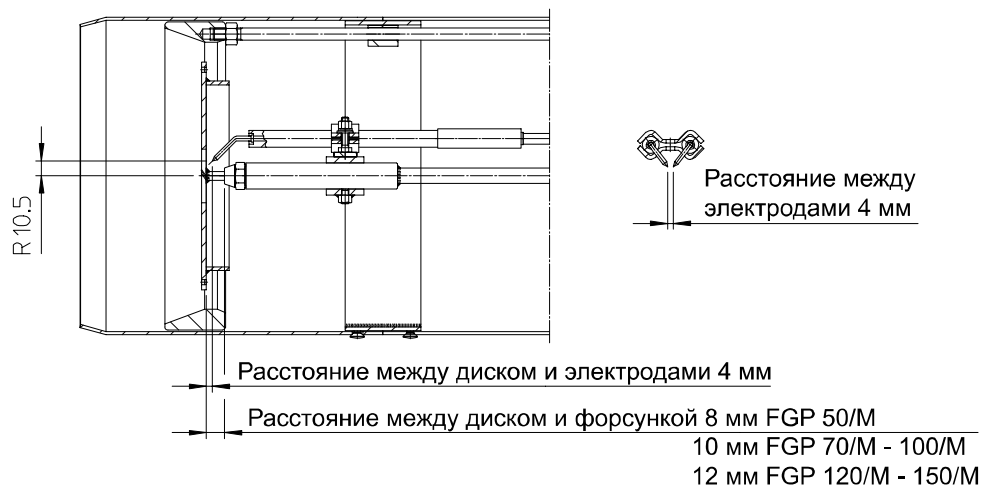 R10.5
Расстояние между
электродами 4 мм
Расстояние между диском и электродами 4 мм
Расстояние между диском и форсункой 8 мм FGP 50/М
10 мм FGP 70/М - 100/М
12 мм FGP 120/М - 150/М